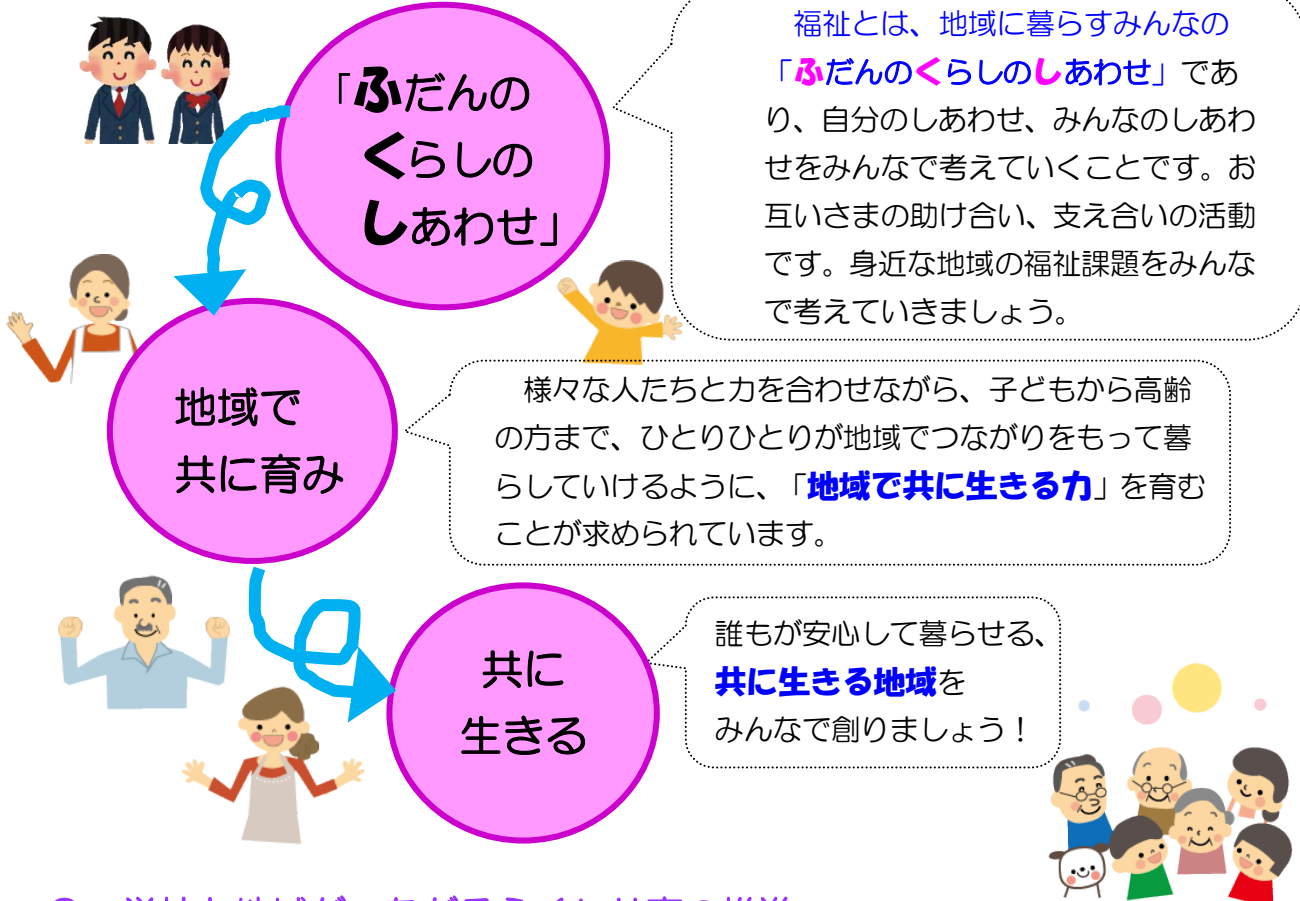 「ふだんの
くらしの
しあわせ」
福祉とは、地域に暮らすみんなの
「ふだんのくらしのしあわせ」であ
り、自分のしあわせ、みんなのしあわ
せをみんなで考えていくことです。お
互いさまの助け合い、支え合いの活動
です。身近な地域の福祉課題をみんな
で考えていきましょう。
地域で
共に育み
様々な人たちと力を合わせながら、子どもから高齢
の方まで、ひとりひとりが地域でつながりをもって暮
らしていけるように、「地域で共に生きる力」を育む
ことが求められています。
共に
生きる
誰もが安心して暮らせる、
共に生きる地域を
みんなで創りましょう！